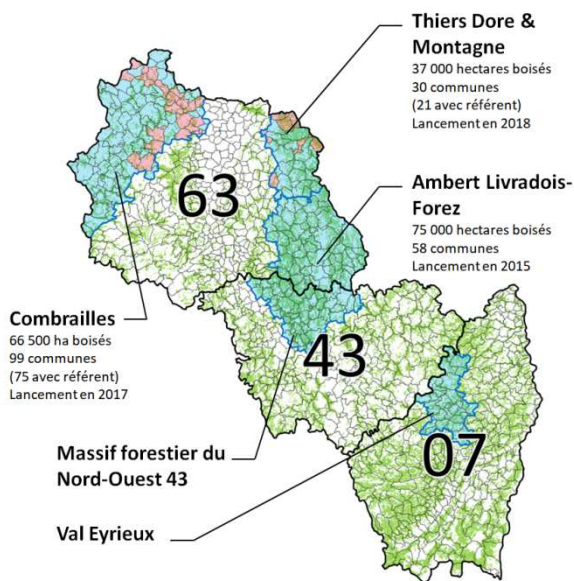 Thiers Dore &
Montagne
37 000 hectares boisés
30 communes
(21 avec référent)
Lancement en 2018
63
Ambert Livradois-
Forez
75 000 hectares boisés
58 communes
Lancement en 2015
Combrailles
66 500 ha boisés
99 communes
(75 avec référent)
Lancement en 2017
43
Massif forestier du
Nord-Ouest 43
07
Val Eyrieux